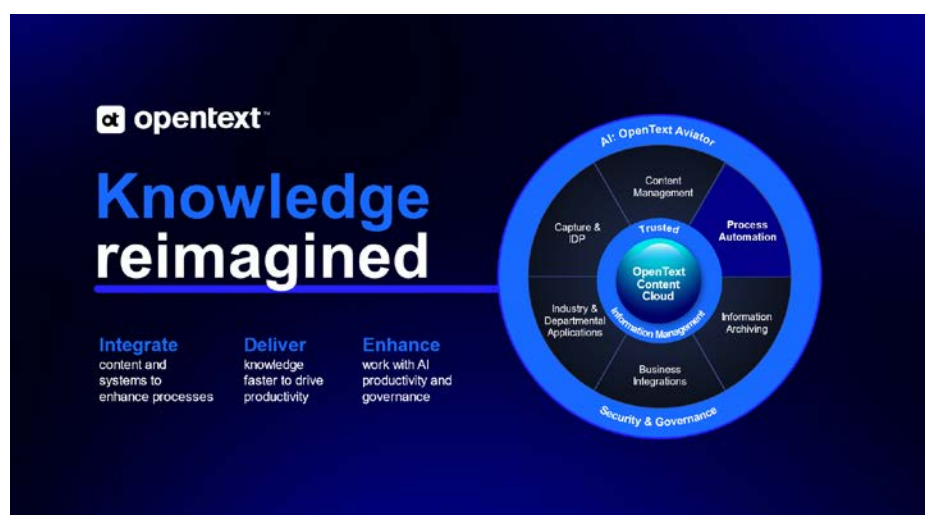 ot opentext™
Knowledge
reimagined
Integrate
content and
systems to
enhance processes
Deliver
knowledge
faster to drive
productivity
Enhance
work with AI
productivity and
governance
AI: OpenText Aviator
Content
Management
Process
Automation
Information
Archiving
Business
Integrations
Industry &
Departmental
Applications
Capture &
IDP
Trusted
Information Management
OpenText
Content
Cloud
Security & Governance